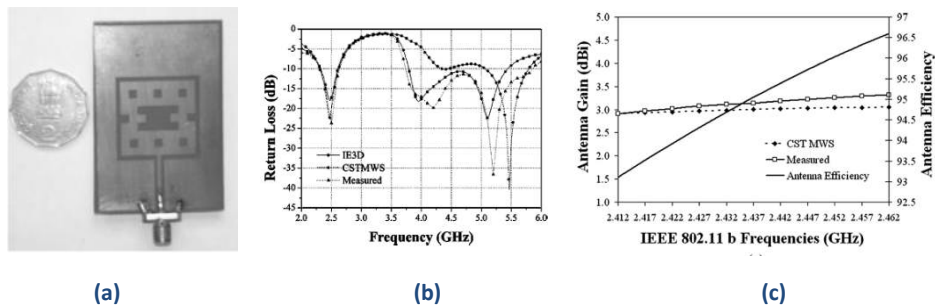 Return Loss (dB)
0
-5
-10
-15
-20
-25
-30
-35
-40
-45
IE3D
CSTMWS
Measured
2.0 2.5 3.0 3.5 4.0 4.5 5.0 5.5 6.0
Frequency (GHz)
Antenna Gain (dBi)
5.0
4.5
4.0
3.5
3.0
2.5
2.0
1.5
1.0
CST MWS
Measured
Antenna Efficiency
97
96.5
96
95.5
95
94.5
94
93.5
93
92.5
Antenna Efficiency
2.412 2.417 2.422 2.427 2.432 2.437 2.442 2.447 2.452 2.457 2.462
IEEE 802.11 b Frequencies (GHz)
(a) (b) (c)